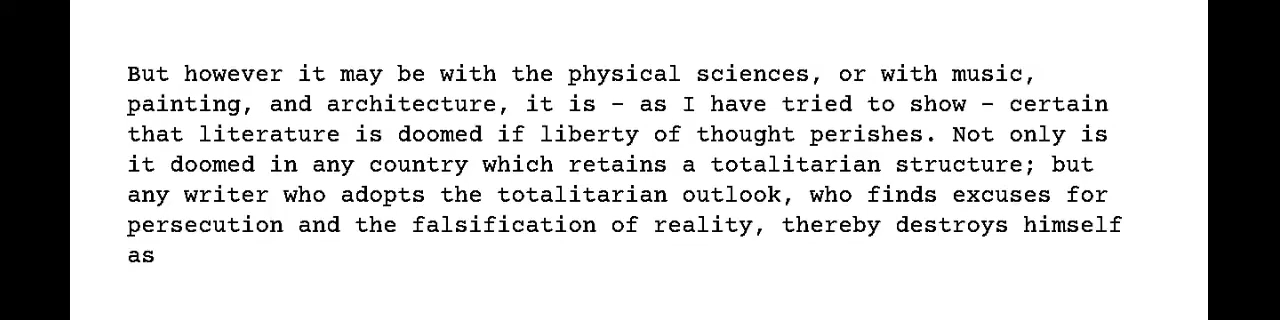 But however it may be with the physical sciences, or with music,
painting, and architecture, it is – as I have tried to show – certain
that literature is doomed if liberty of thought perishes. Not only is
it doomed in any country which retains a totalitarian structure; but
any writer who adopts the totalitarian outlook, who finds excuses for
persecution and the falsification of reality, thereby destroys himself
as